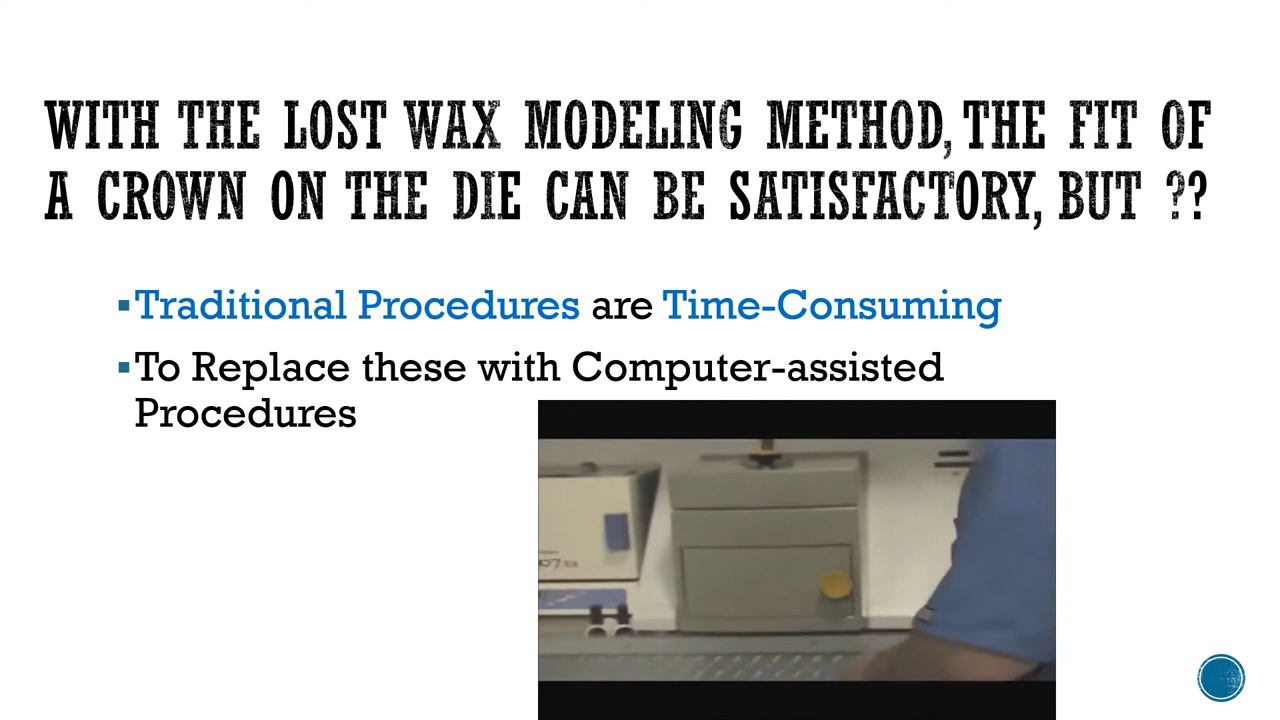 WITH THE LOST WAX MODELING METHOD, THE FIT OF
A CROWN ON THE DIE CAN BE SATISFACTORY, BUT ??
▪Traditional Procedures are Time-Consuming
▪To Replace these with Computer-assisted
Procedures